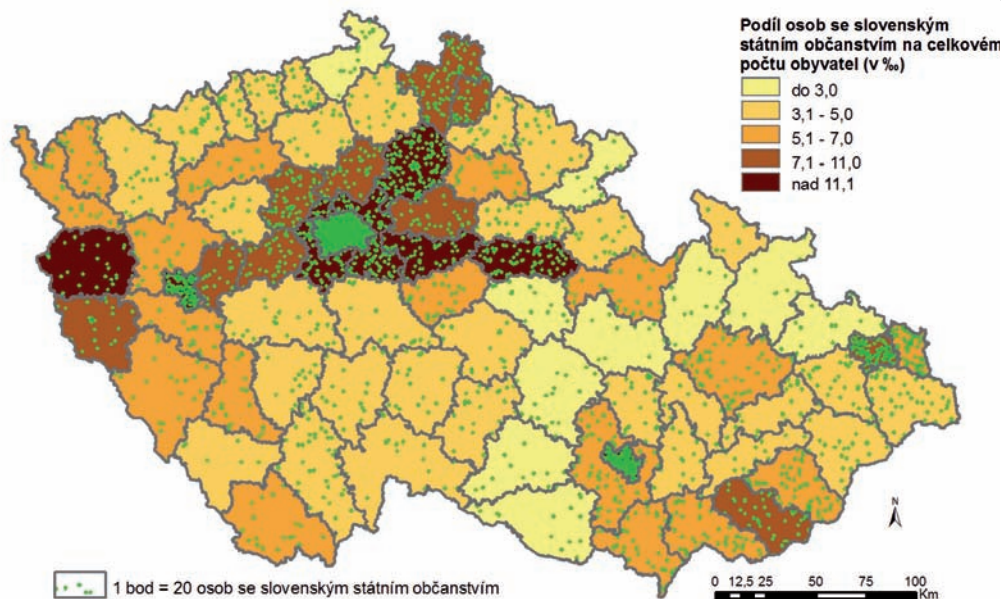 Podíl osob se slovenským
státním občanstvím na celkovém
počtu obyvatel (v ‰)
do 3,0
3,1 - 5,0
5,1 - 7,0
7,1 - 11,0
nad 11,1
N
1 bod = 20 osob se slovenským státním občanstvím
0 12,5 25 50 75 100
Km